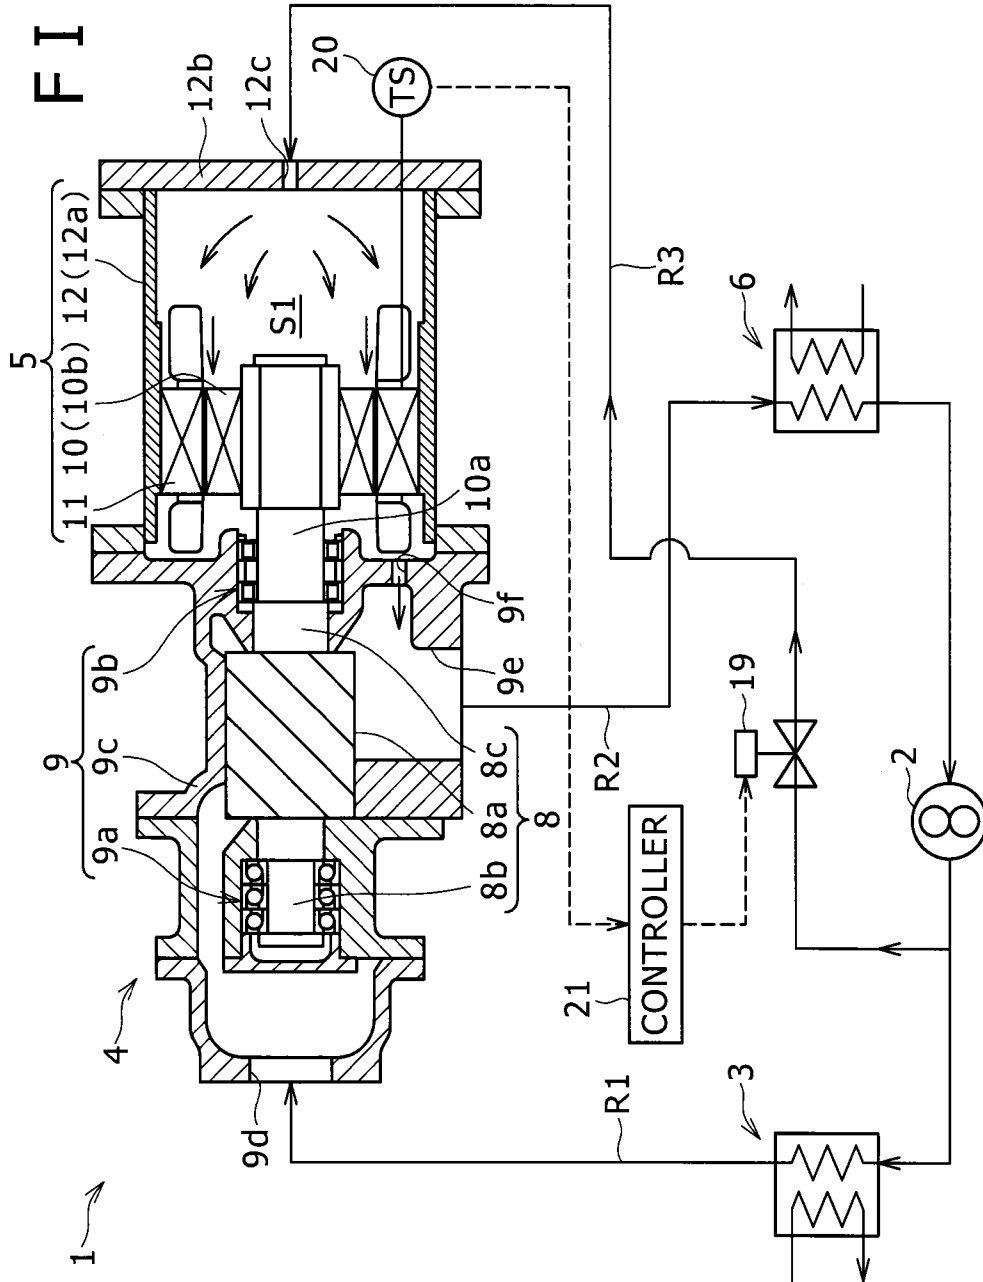 F I
5
11 10(10b) 12(12a)
12b
12c
20
TS
S1
10a
9
9a 9c 9b
9f
9e
9d
4
1
8b 8a 8c
8
R3
R2
R1
6
19
2
21
CONTROLLER
3